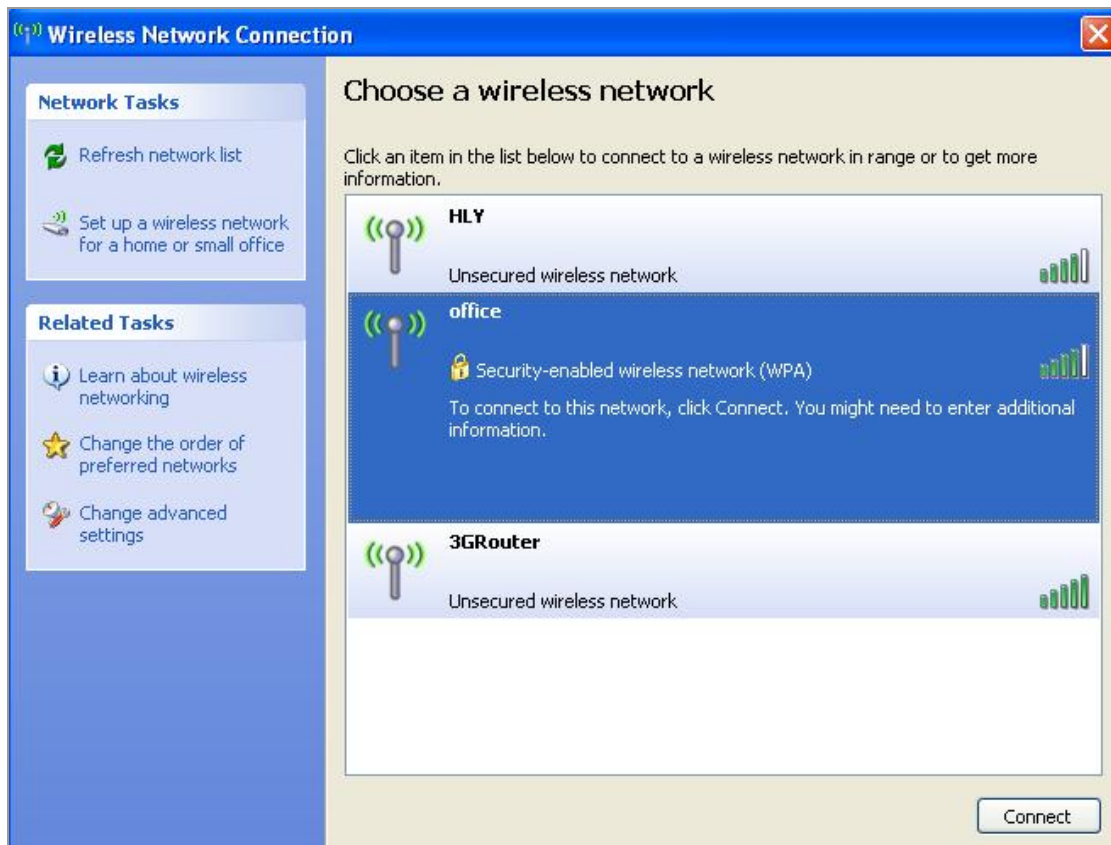 Wireless Network Connection
Network Tasks
Refresh network list
Set up a wireless network
for a home or small office
Related Tasks
Learn about wireless
networking
Change the order of
preferred networks
Change advanced
settings
Choose a wireless network
Click an item in the list below to connect to a wireless network in range or to get more
information.
HLY
Unsecured wireless network
office
Security-enabled wireless network (WPA)
To connect to this network, click Connect. You might need to enter additional
information.
3GRouter
Unsecured wireless network
Connect